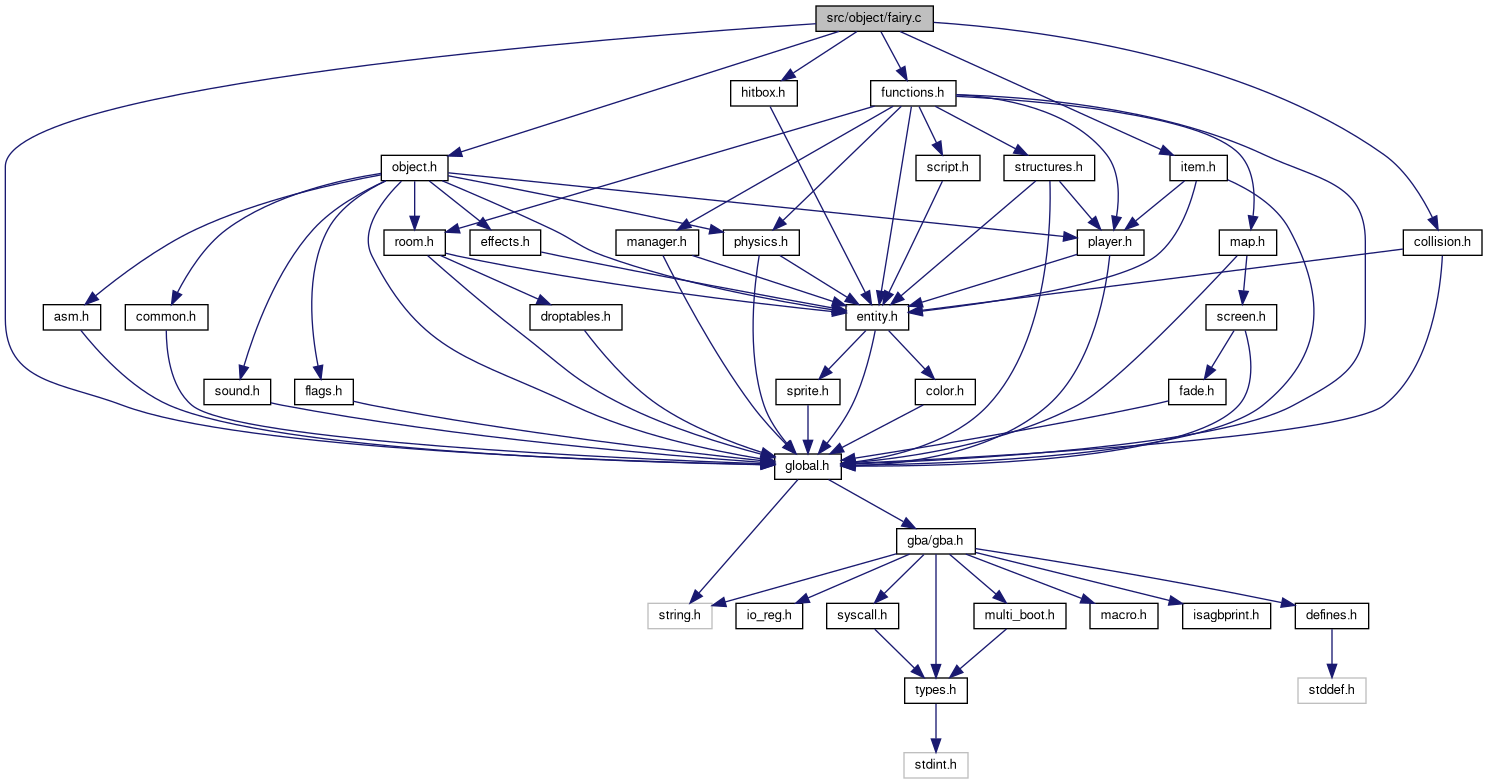 src/object/fairy.c
hitbox.h
functions.h
object.h
script.h
structures.h
item.h
room.h
effects.h
manager.h
physics.h
player.h
map.h
collision.h
asm.h
common.h
droptables.h
entity.h
screen.h
sound.h
flags.h
sprite.h
color.h
fade.h
global.h
gba/gba.h
string.h
io_reg.h
syscall.h
multi_boot.h
macro.h
isagbprint.h
defines.h
types.h
stddef.h
stdint.h